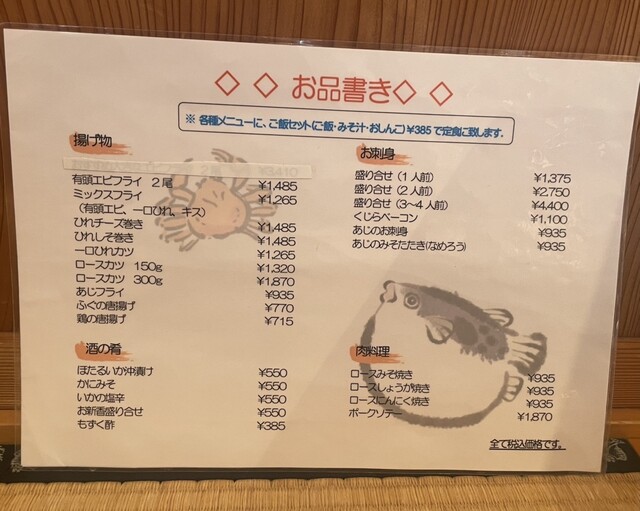 ◇ ◇ お品書き◇ ◇
※ 各種メニューに、ご飯セット(ご飯・みそ汁・おしんこ)¥385で定食に致します。
揚げ物
有頭エビフライ 2尾 ¥1,485
ミックスフライ ¥1,265
(有頭エビ、一口ひれ、キス)
ひれチーズ巻き ¥1,485
ひれしそ巻き ¥1,485
一口ひれカツ ¥1,265
ロースカツ 150g ¥1,320
ロースカツ 300g ¥1,870
あじフライ ¥935
ふぐの唐揚げ ¥770
鶏の唐揚げ ¥715
お刺身
盛り合せ(1人前) ¥1,375
盛り合せ(2人前) ¥2,750
盛り合せ(3~4人前) ¥4,400
くじらベーコン ¥1,100
あじのお刺身 ¥935
あじのみそたたき(なめろう) ¥935
酒の肴
ほたるいか沖漬け ¥550
かにみそ ¥550
いかの塩辛 ¥550
お新香盛り合せ ¥550
もずく酢 ¥385
肉料理
ロースみそ焼き ¥935
ロースしょうが焼き ¥935
ロースにんにく焼き ¥935
ポークソテー ¥1,870
全て税込価格です。